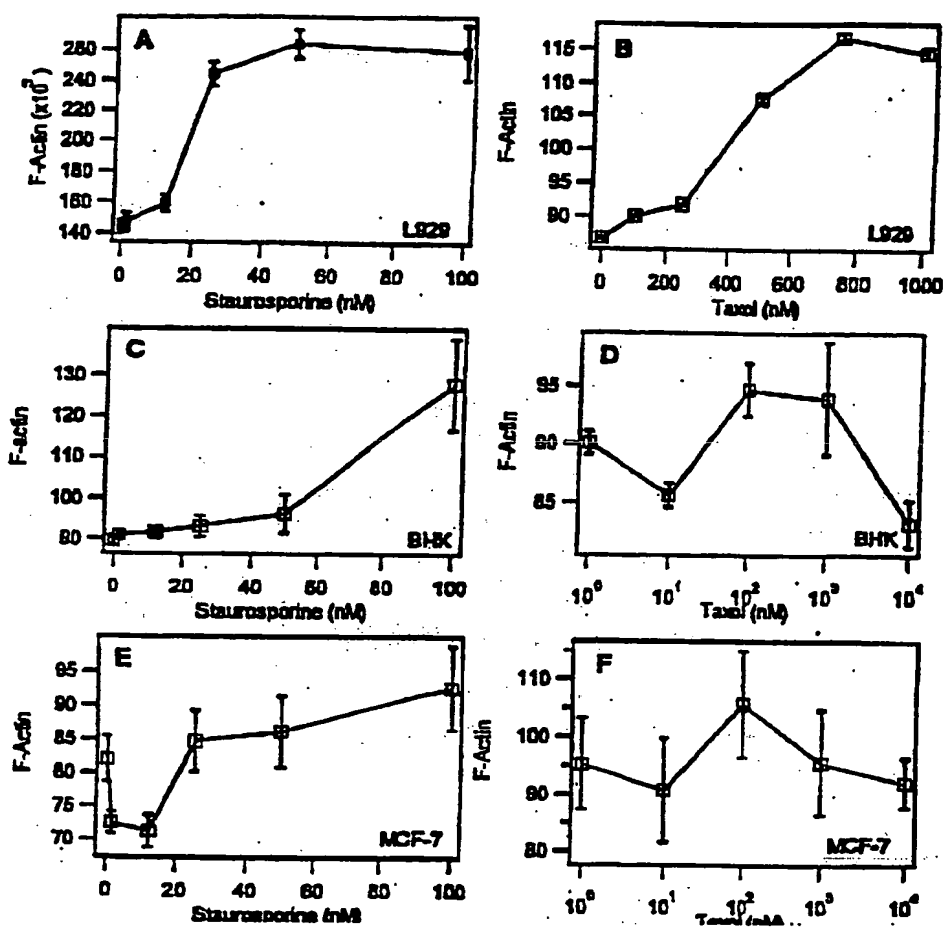 A
F-Actin (x10³)
260
240
220
200
180
160
140
L929
0 20 40 60 80 100
Staurosporine (nM)
B
F-Actin
115
110
105
100
95
90
L929
0 200 400 600 800 1000
Taxol (nM)
C
F-actin
130
120
110
100
90
BHK
0 20 40 60 80 100
Staurosporine (nM)
D
F-Actin
95
90
85
BHK
10⁰ 10¹ 10² 10³ 10⁴
Taxol (nM)
E
F-Actin
95
90
85
80
75
70
MCF-7
0 20 40 60 80 100
Staurosporine (nM)
F
F-Actin
110
100
90
80
MCF-7
10⁰ 10¹ 10² 10³ 10⁴
Taxol (nM)